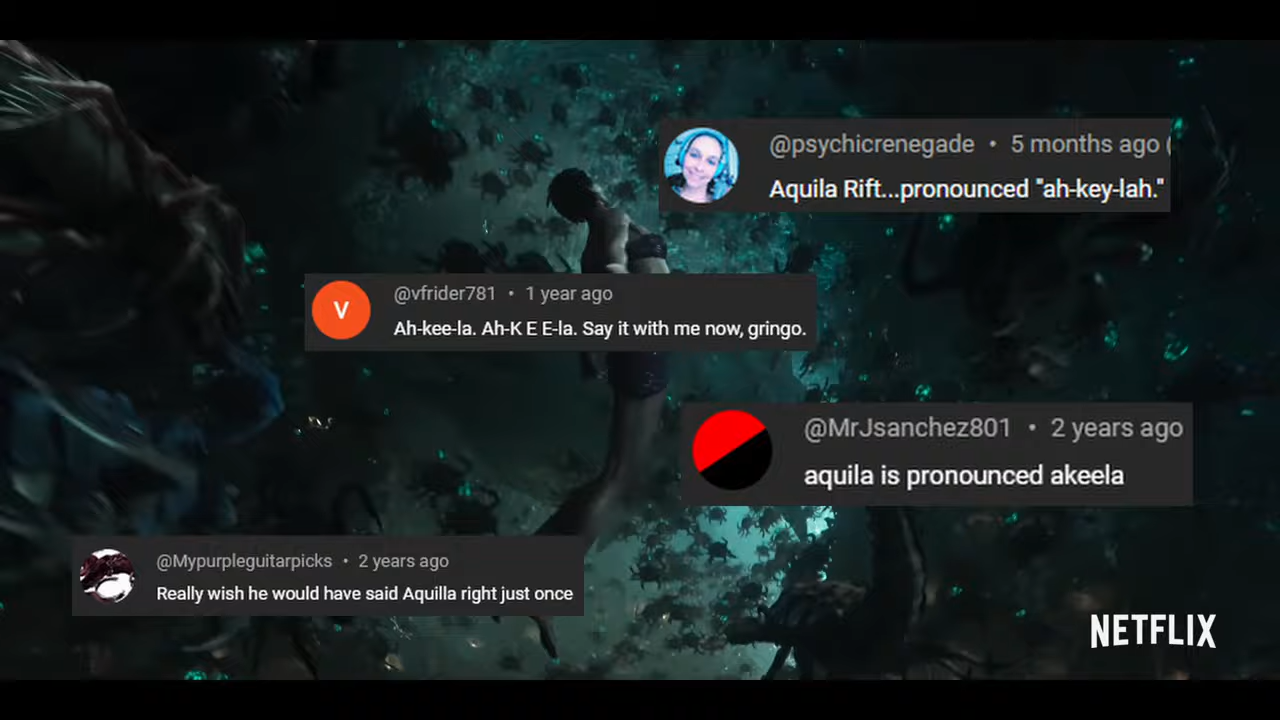 @psychicrenegade • 5 months ago (
Aquila Rift...pronounced "ah-key-lah."
V
@vfrider781 • 1 year ago
Ah-kee-la. Ah-K E E-la. Say it with me now, gringo.
@MrJsanchez801 • 2 years ago
aquila is pronounced akeela
@Mypurpleguitarpicks • 2 years ago
Really wish he would have said Aquilla right just once
NETFLIX